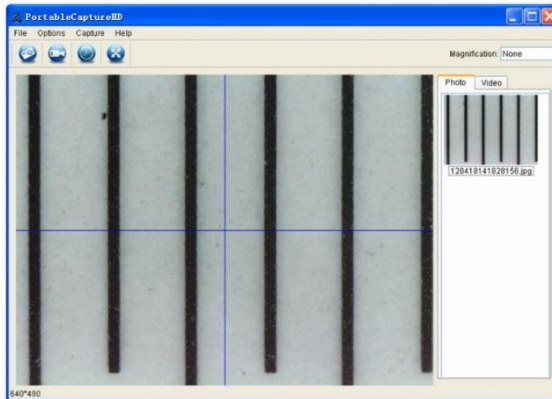 PortableCaptureHD
File Options Capture Help
Magnification: None
Photo Video
120418141828156.jpg
640*480